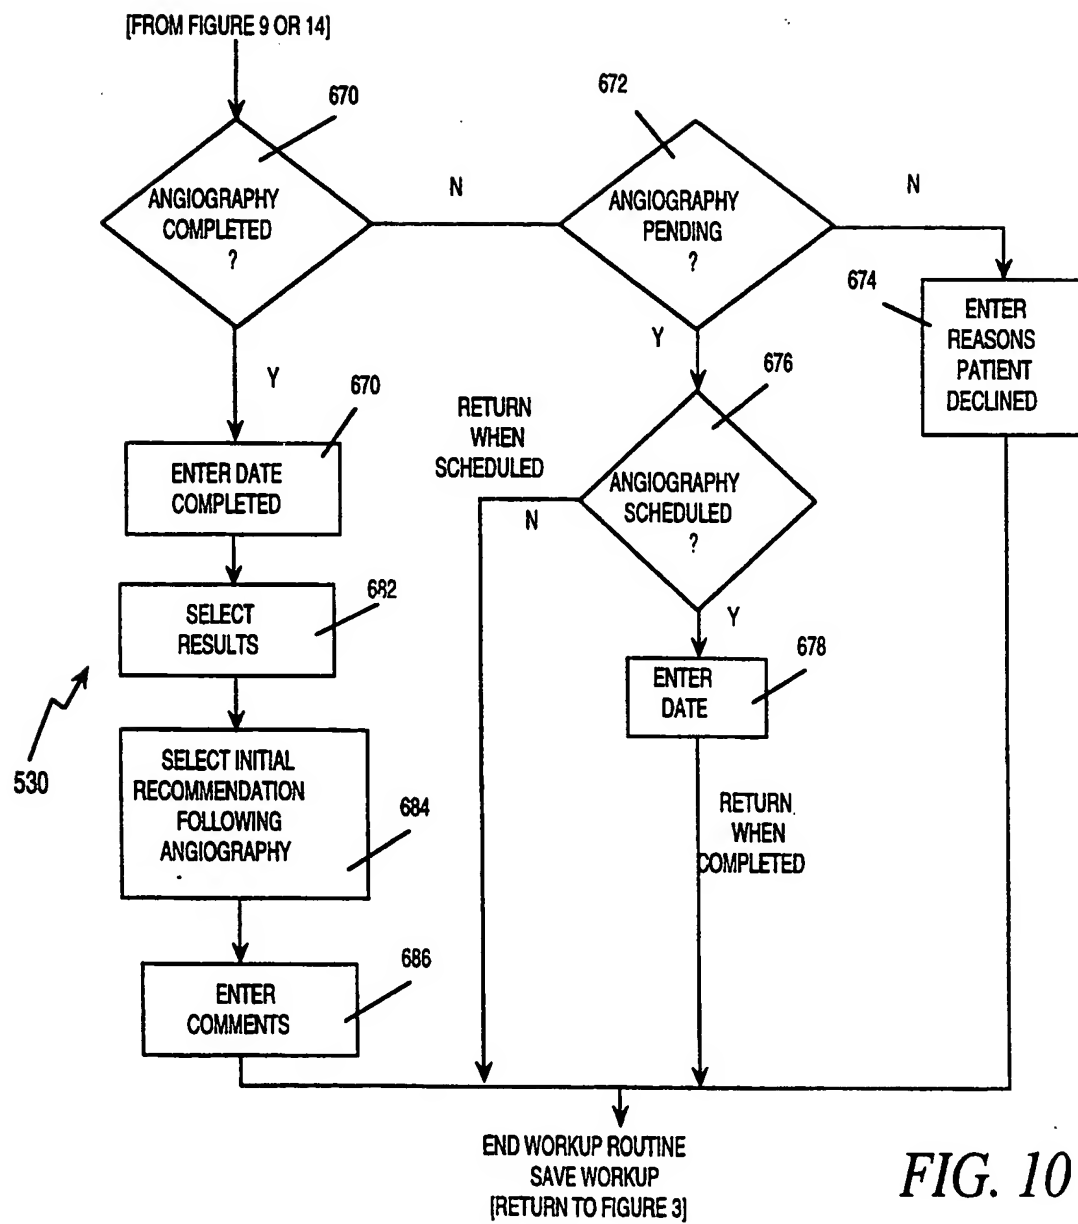 [FROM FIGURE 9 OR 14]
670
672
ANGIOGRAPHY
COMPLETED
?
N
ANGIOGRAPHY
PENDING
?
N
674
ENTER
REASONS
PATIENT
DECLINED
Y
Y
676
670
RETURN
WHEN
SCHEDULED
ENTER DATE
COMPLETED
ANGIOGRAPHY
SCHEDULED
?
N
Y
682
SELECT
RESULTS
678
ENTER
DATE
530
SELECT INITIAL
RECOMMENDATION
FOLLOWING
ANGIOGRAPHY
684
RETURN
WHEN
COMPLETED
686
ENTER
COMMENTS
END WORKUP ROUTINE
SAVE WORKUP
[RETURN TO FIGURE 3]
FIG. 10